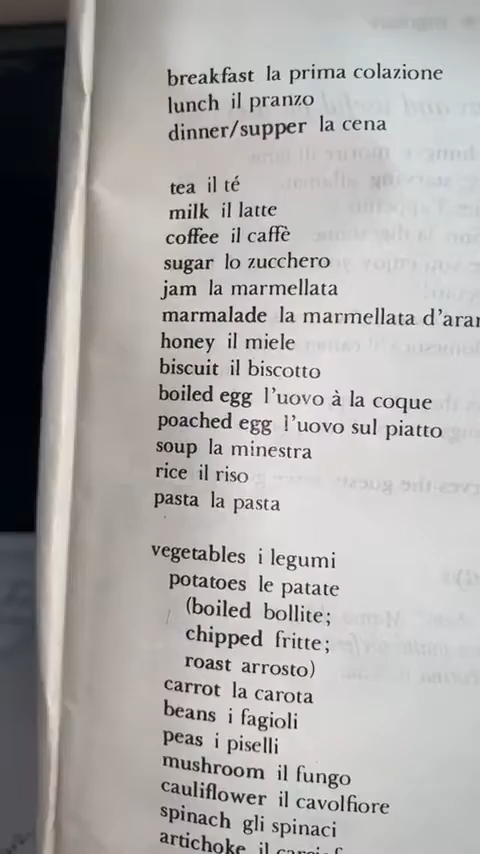 breakfast la prima colazione
lunch il pranzo
dinner/supper la cena
tea il té
milk il latte
coffee il caffè
sugar lo zucchero
jam la marmellata
marmalade la marmellata
honey il miele
biscuit il biscotto
boiled egg l'uovo à la coque
poached egg l'uovo sul piatto
soup la minestra
rice il riso
pasta la pasta
vegetables i legumi
potatoes le patate
(boiled bollite;
chipped fritte;
roast arrosto)
carrot la carota
beans i fagioli
peas i piselli
mushroom il fungo
cauliflower il cavolfiore
spinach gli spinaci
artichoke il